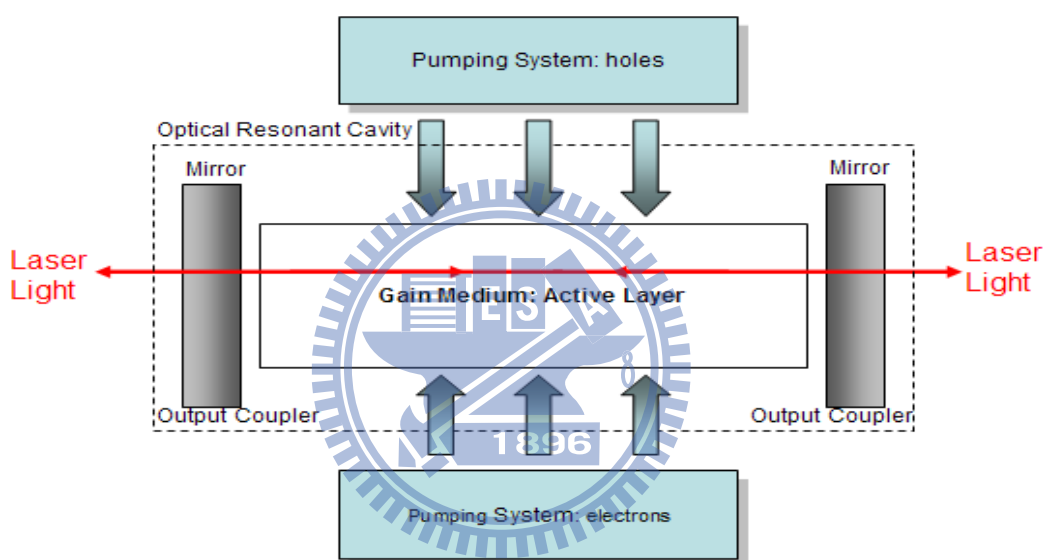 Pumping System: holes
Optical Resonant Cavity
Mirror
Mirror
Laser
Light
Laser
Light
Gain Medium: Active Layer
ES A
Output Coupler
Output Coupler
1896
Pumping System: electrons